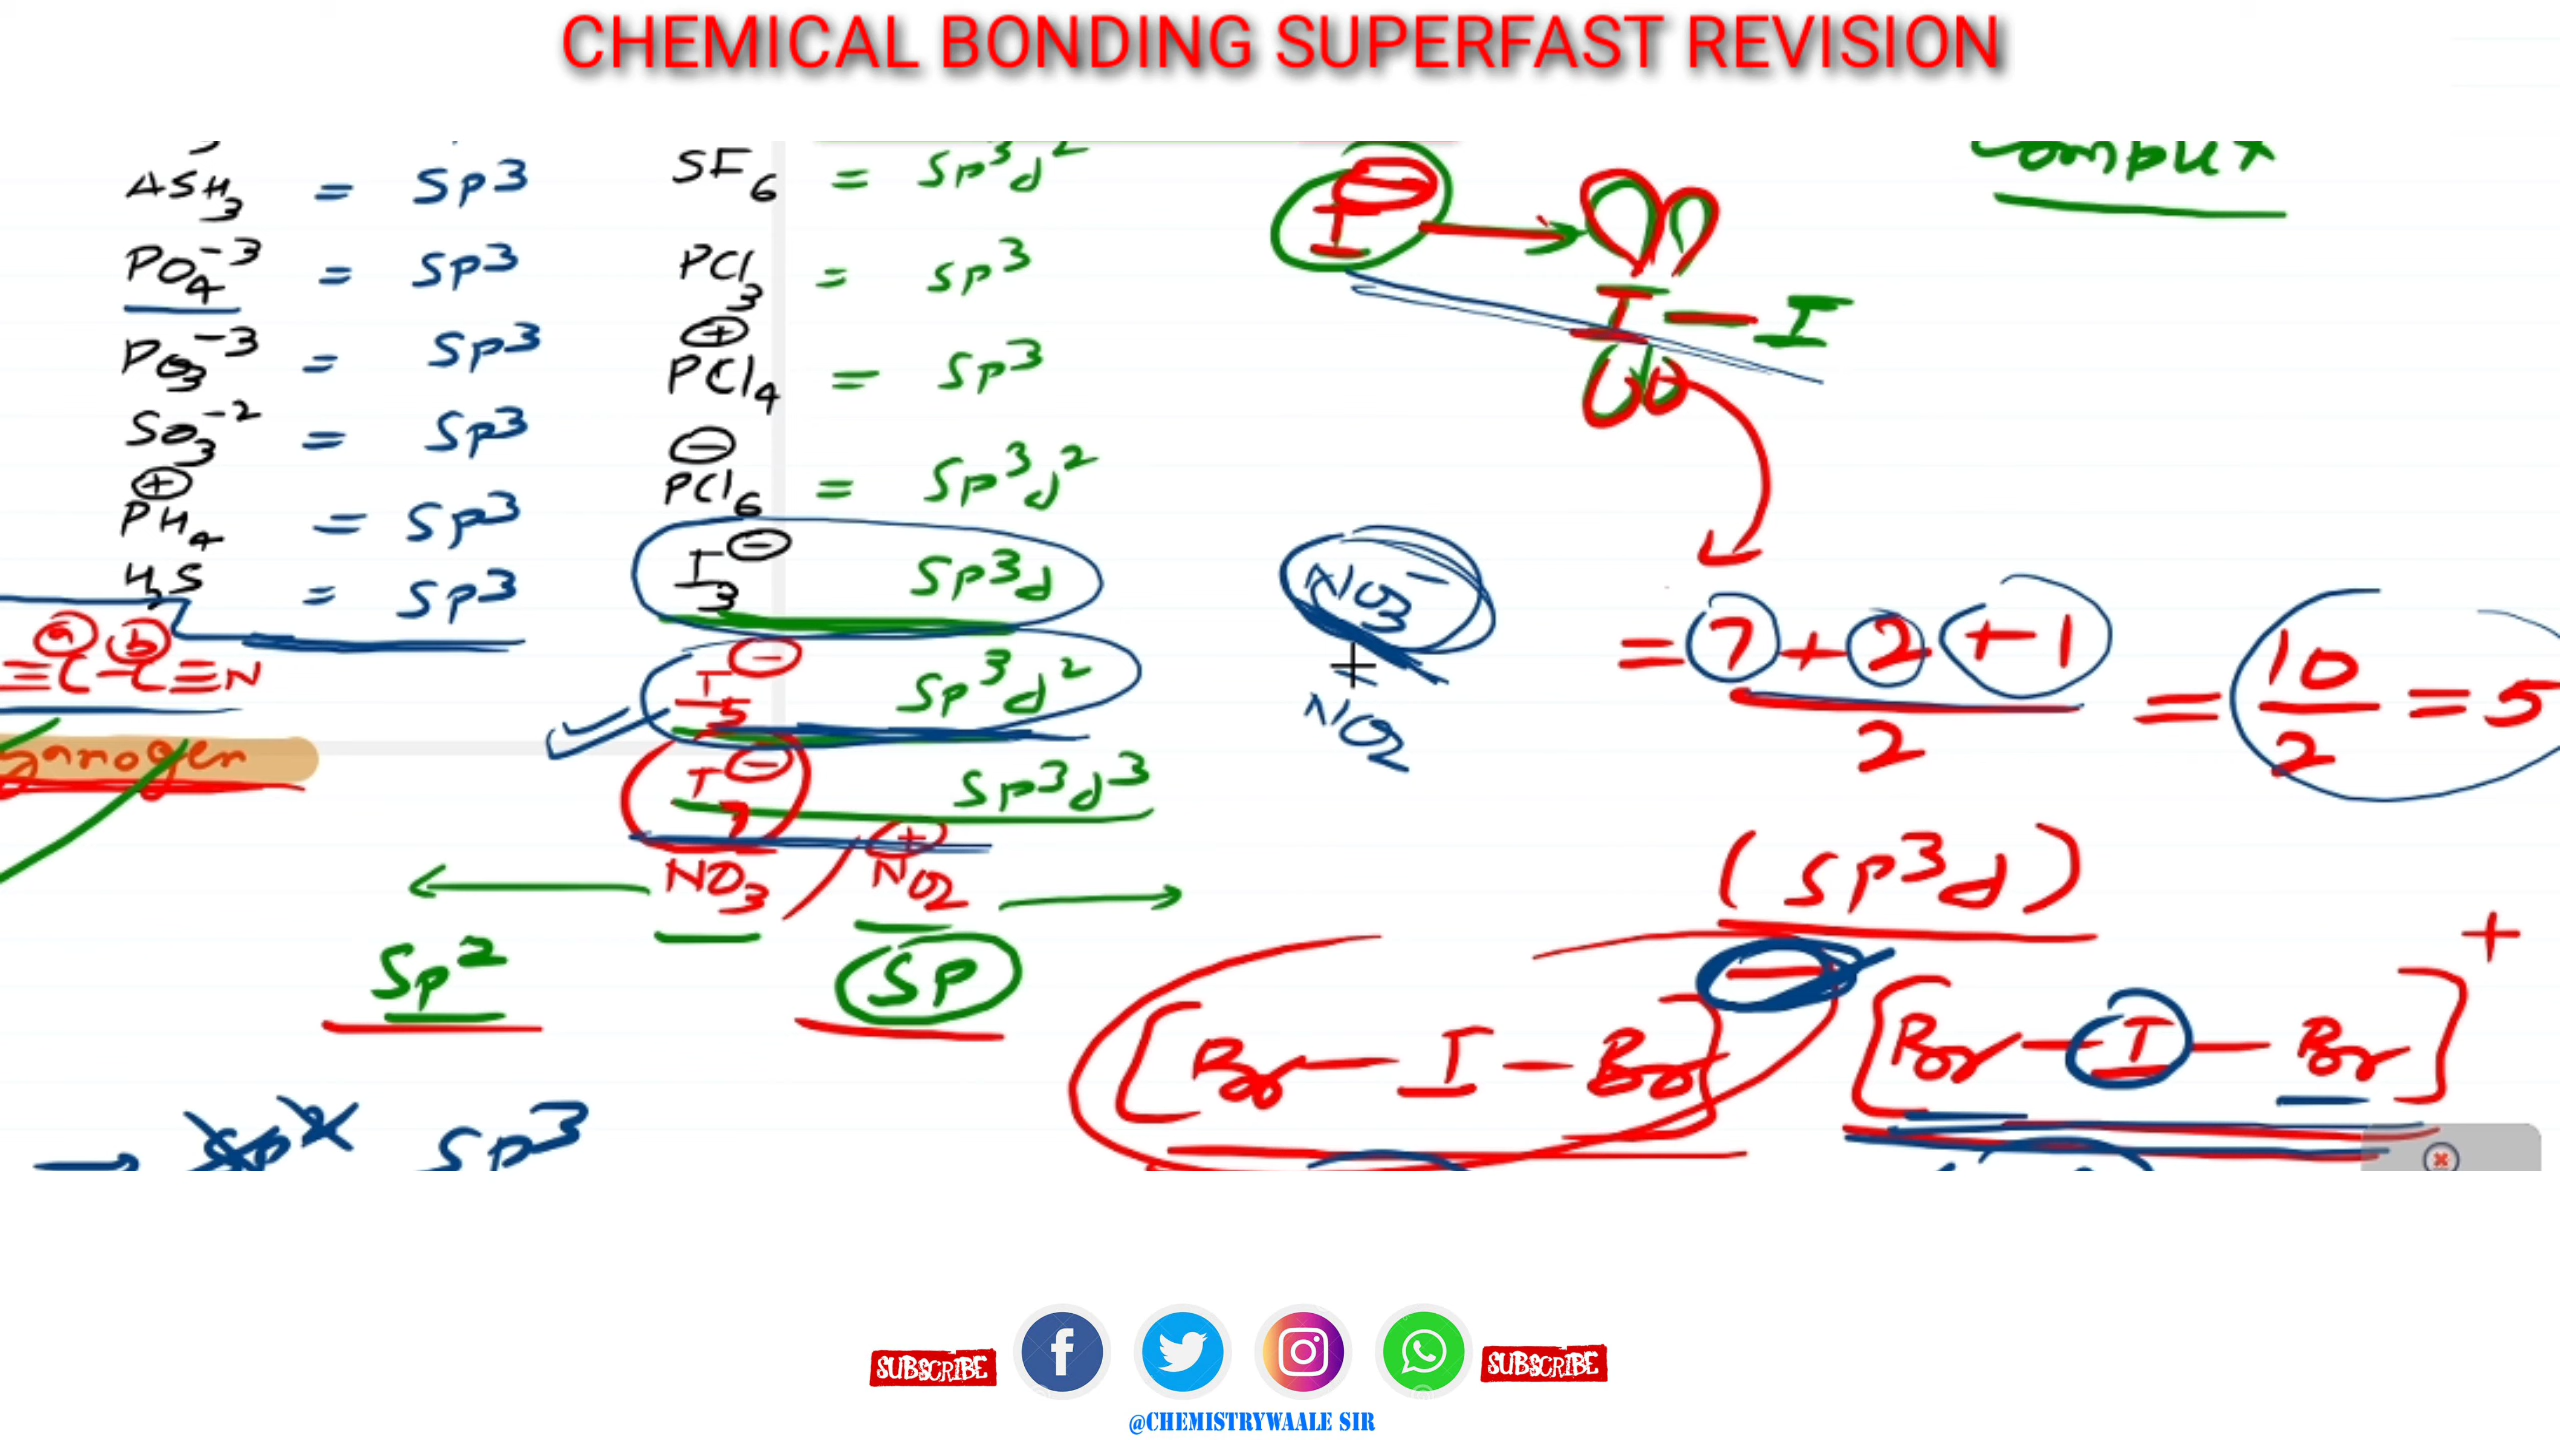 CHEMICAL BONDING SUPERFAST REVISION
AsH3 = Sp3
PO4-3 = Sp3
PO3-3 = Sp3
SO3-2 = Sp3
⊕
PH4 = Sp3
H2S = Sp3
ⓐ ⓑ
≡C-C≡N
SF6 = Sp3d2
PCl3 = Sp3
⊕
PCl4 = Sp3
⊖
PCl6 = Sp3d2
I3⊖ Sp3d
I5⊖ Sp3d2
I7⊖ Sp3d3
NO3 / NO2⊕
Sp2 Sp
Sp2 Sp3
I⊖ →
I-I
NO3-
NO2
= 7+2+1 / 2 = 10/2 = 5
(Sp3d)
[Br-I-Br]⊖ [Br-I-Br]+
SUBSCRIBE f SUBSCRIBE
@CHEMISTRYWAALE SIR